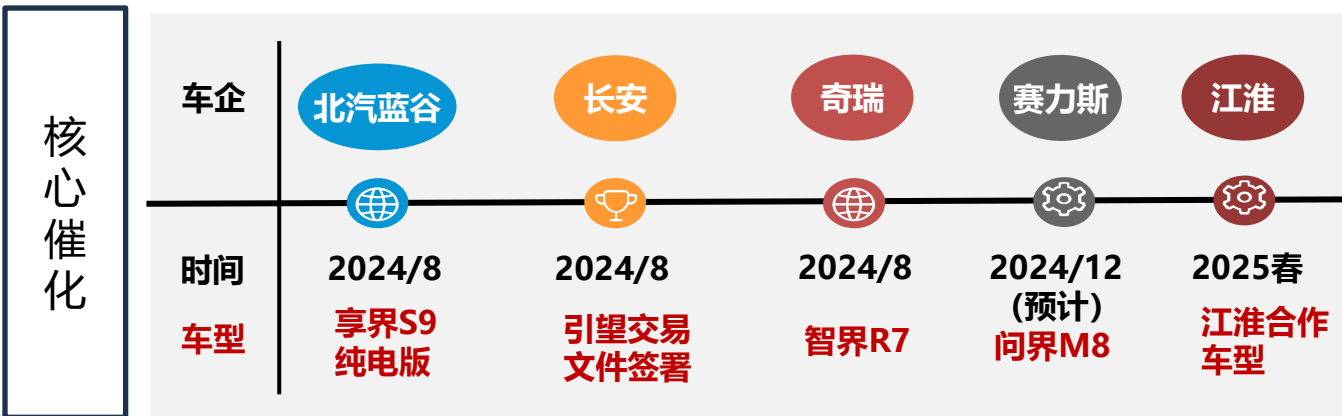 核心催化
车企
北汽蓝谷
长安
奇瑞
赛力斯
江淮
时间
2024/8
2024/8
2024/8
2024/12
(预计)
2025春
车型
享界S9
纯电版
引望交易
文件签署
智界R7
问界M8
江淮合作
车型